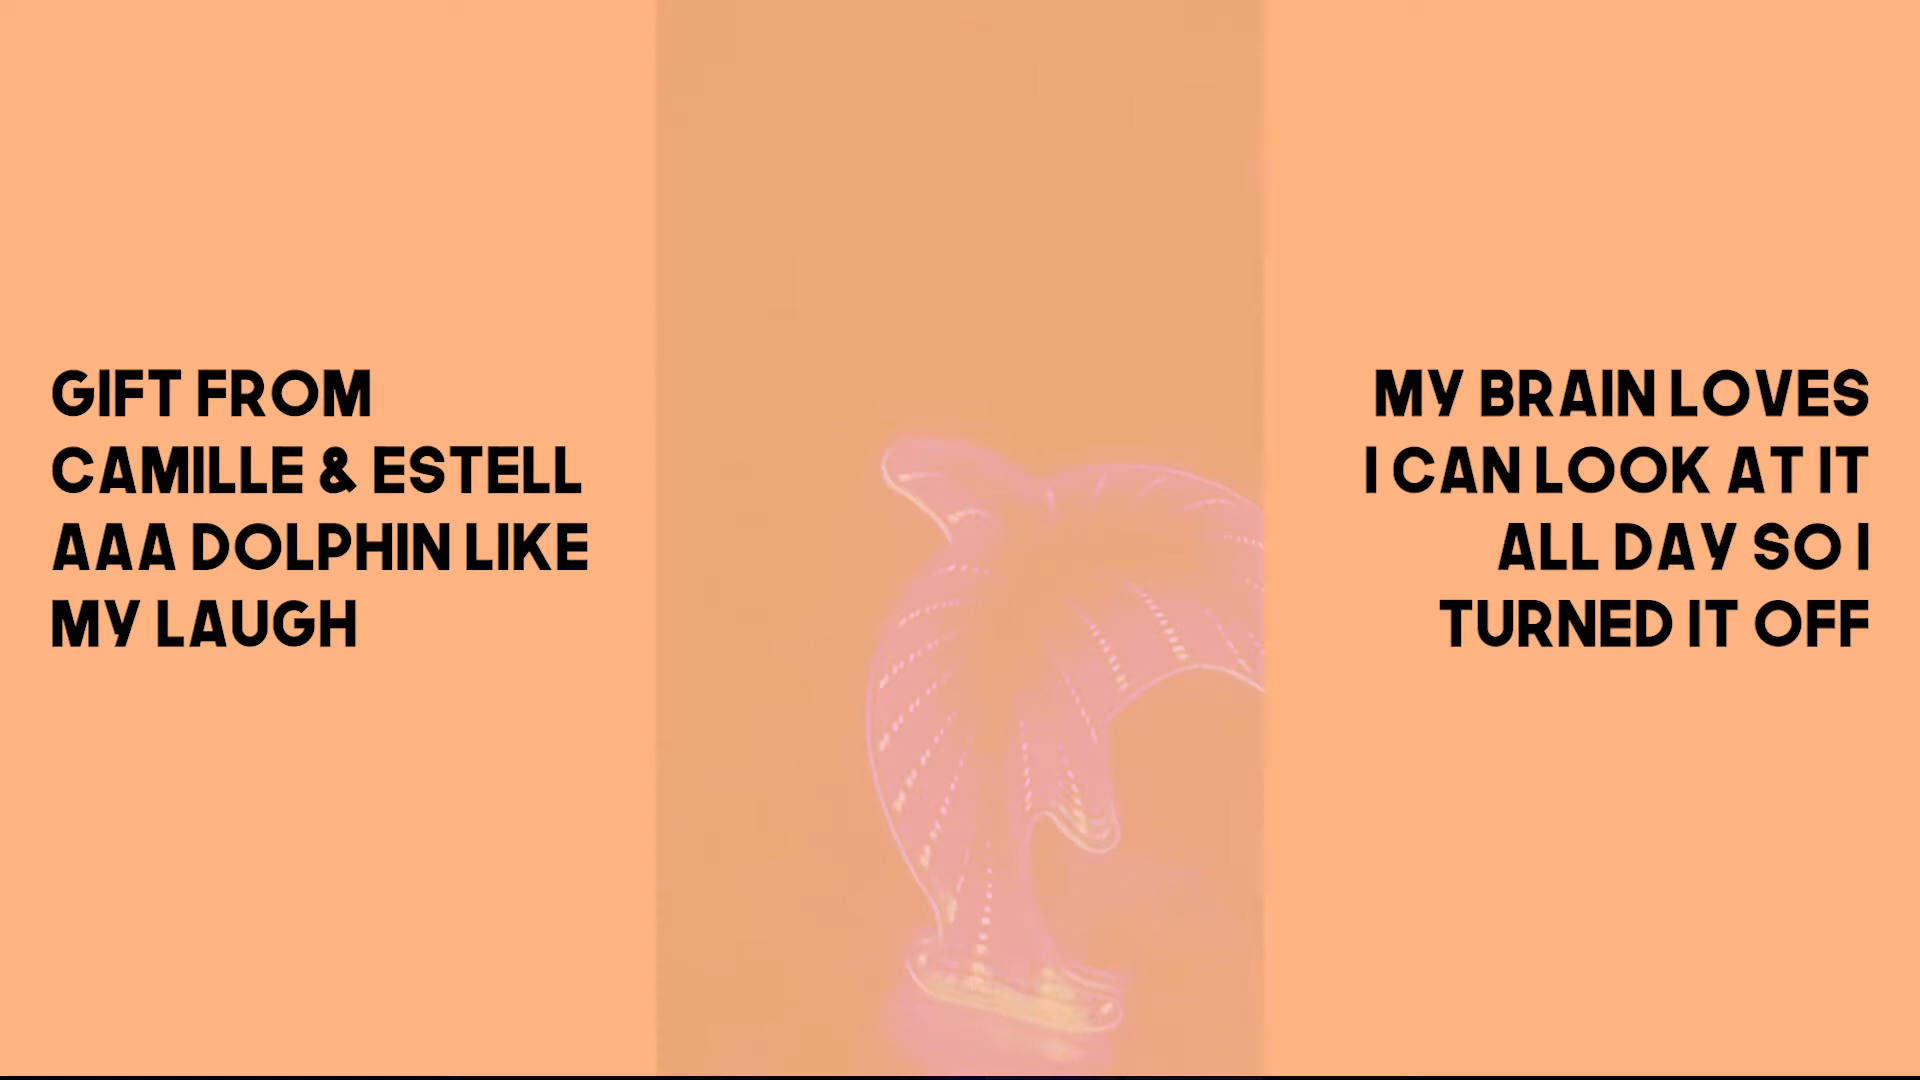 GIFT FROM
CAMILLE & ESTELL
AAA DOLPHIN LIKE
MY LAUGH
MY BRAIN LOVES
I CAN LOOK AT IT
ALL DAY SO I
TURNED IT OFF